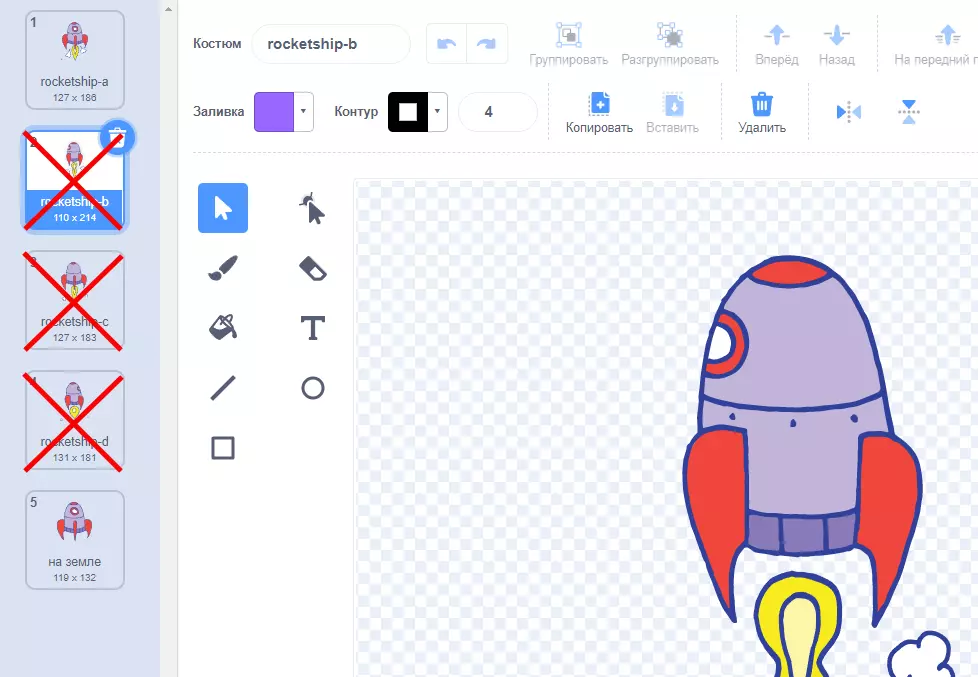 1
rocketship-a
127 x 186
2
rocketship-b
110 x 214
3
rocketship-c
127 x 183
4
rocketship-d
131 x 181
5
на земле
119 x 132
Костюм rocketship-b
Группировать Разгруппировать Вперёд Назад На передний
Заливка Контур 4
Копировать Вставить Удалить
T